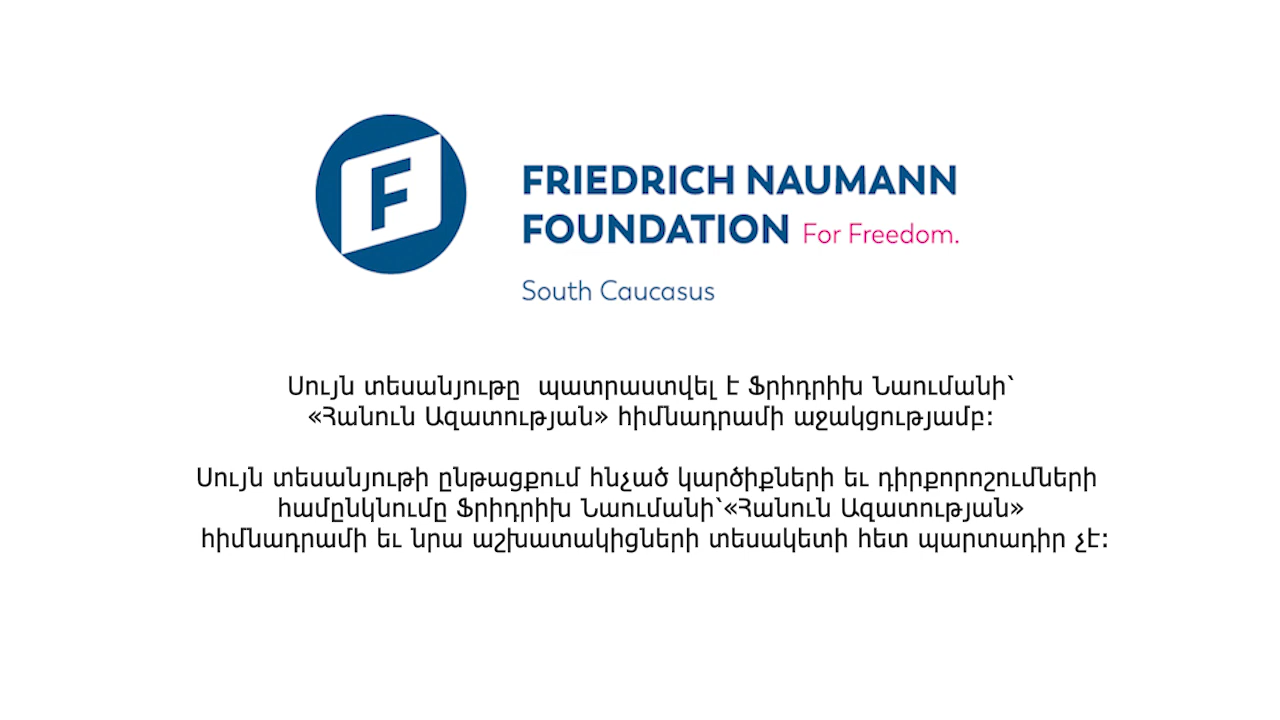 F
FRIEDRICH NAUMANN
FOUNDATION For Freedom.
South Caucasus
Սույն տեսանյութը  պատրաստվել է Ֆրիդրիխ Նաումանի՝
«Հանուն Ազատության» հիմնադրամի աջակցությամբ:
Սույն տեսանյութի ընթացքում հնչած կարծիքների եւ դիրքորոշումների
համընկնումը Ֆրիդրիխ Նաումանի՝«Հանուն Ազատության»
հիմնադրամի եւ նրա աշխատակիցների տեսակետի հետ պարտադիր չէ: